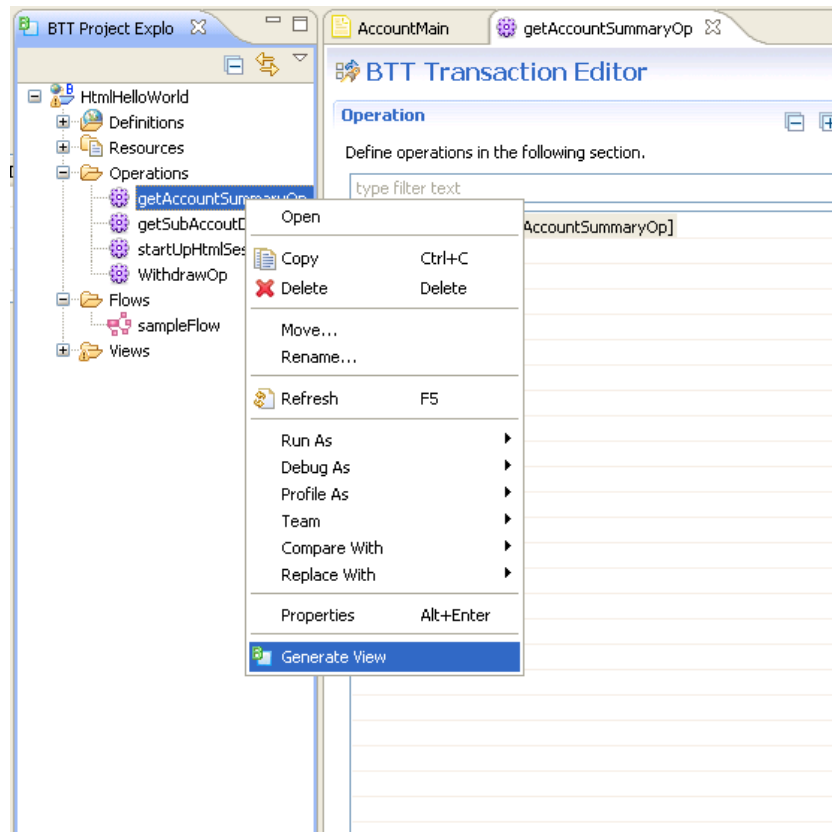 BTT Project Explo
AccountMain
getAccountSummaryOp
BTT Transaction Editor
HtmlHelloWorld
Operation
Definitions
Resources
Define operations in the following section.
Operations
type filter text
getAccountSummaryOp
Open
getSubAccoutD
AccountSummaryOp]
startUpHtmlSes
Copy Ctrl+C
WithdrawOp
Delete Delete
Flows
sampleFlow
Move...
Views
Rename...
Refresh F5
Run As
Debug As
Profile As
Team
Compare With
Replace With
Properties Alt+Enter
Generate View